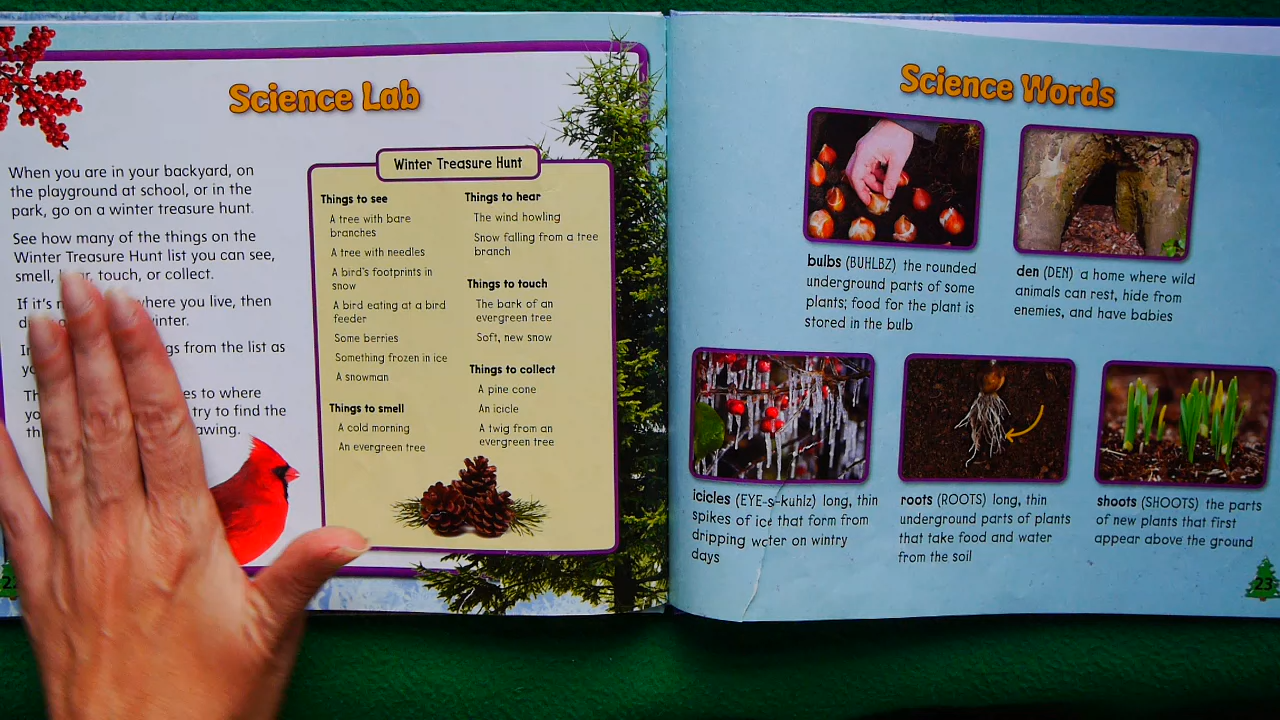 Science Lab
When you are in your backyard, on
the playground at school, or in the
park, go on a winter treasure hunt.
See how many of the things on the
Winter Treasure Hunt list you can see,
smell, touch, or collect.
If it's where you live, then
winter.
from the list as
to where
try to find the
Winter Treasure Hunt
Things to see
A tree with bare
branches
A tree with needles
A bird's footprints in
snow
A bird eating at a bird
feeder
Some berries
Something frozen in ice
A snowman
Things to smell
A cold morning
An evergreen tree
Things to hear
The wind howling
Snow falling from a tree
branch
Things to touch
The bark of an
evergreen tree
Soft, new snow
Things to collect
A pine cone
An icicle
A twig from an
evergreen tree
Science Words
bulbs (BUHLBZ) the rounded
underground parts of some
plants; food for the plant is
stored in the bulb
den (DEN) a home where wild
animals can rest, hide from
enemies, and have babies
icicles (EYE-s-kuhlz) long, thin
spikes of ice that form from
dripping water on wintry
days
roots (ROOTS) long, thin
underground parts of plants
that take food and water
from the soil
shoots (SHOOTS) the parts
of new plants that first
appear above the ground
23